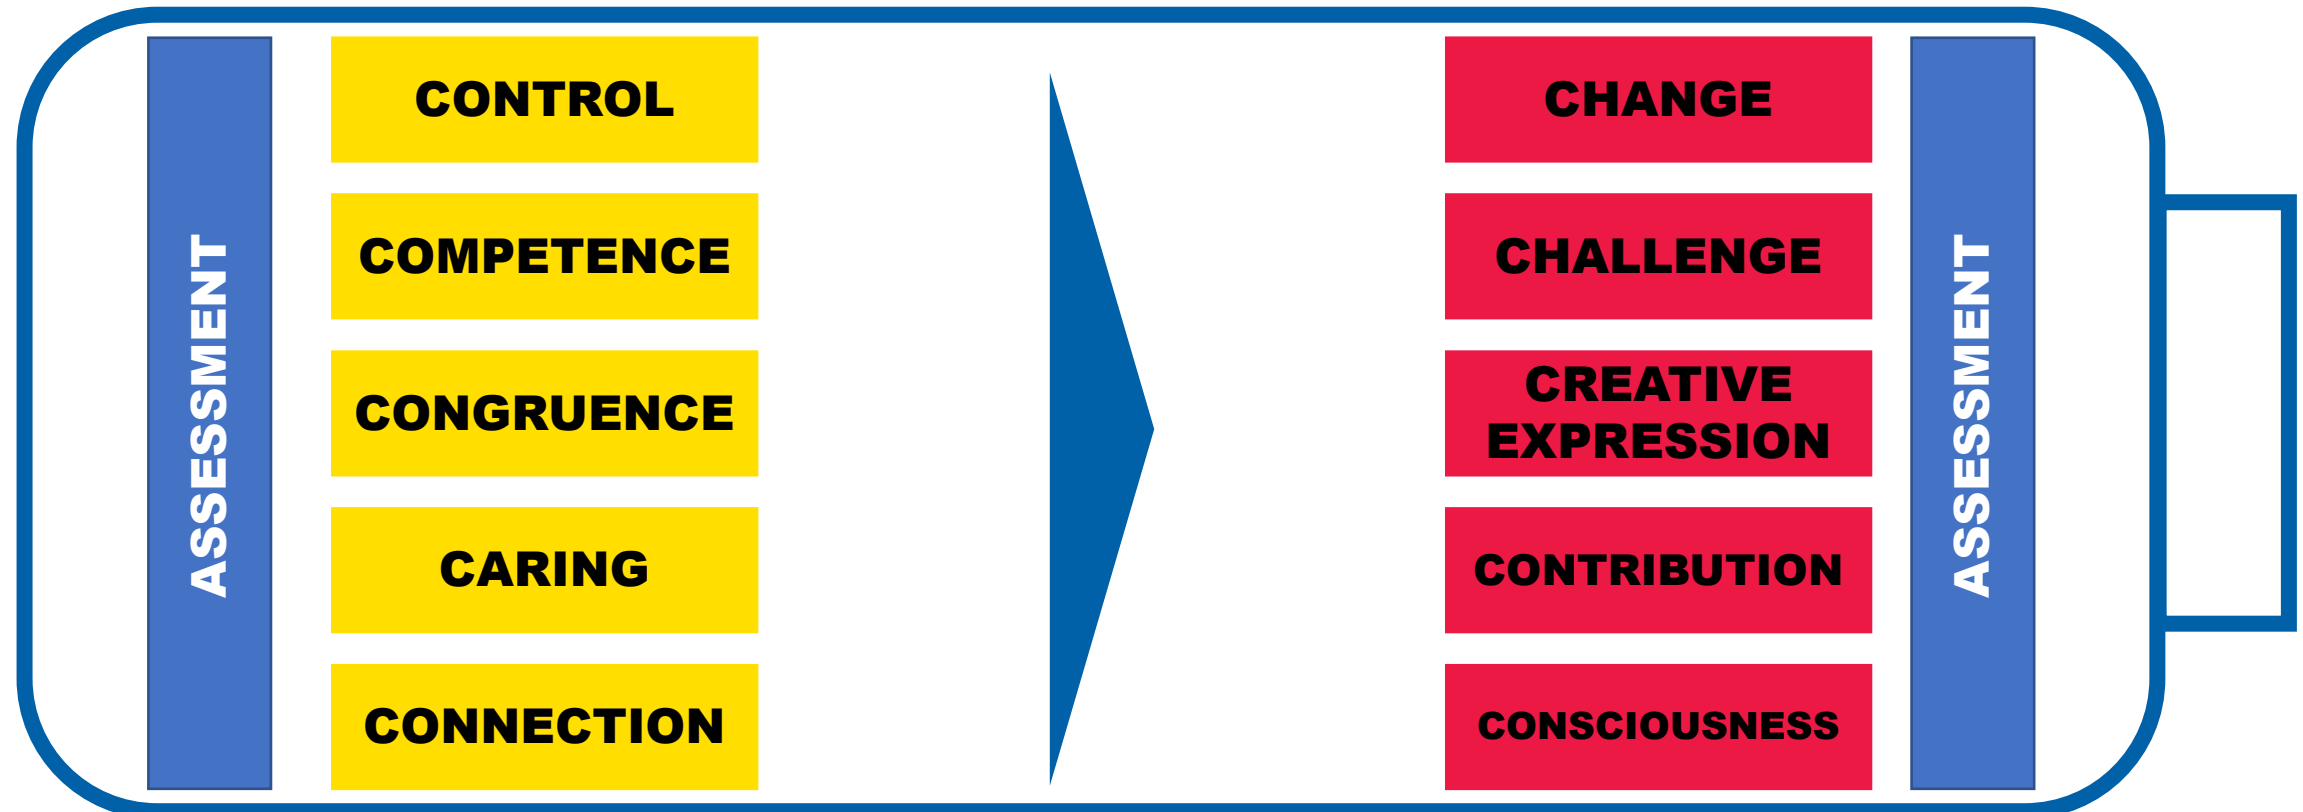 ASSESSMENT
CONTROL
COMPETENCE
CONGRUENCE
CARING
CONNECTION
CHANGE
CHALLENGE
CREATIVE
EXPRESSION
CONTRIBUTION
CONSCIOUSNESS
ASSESSMENT